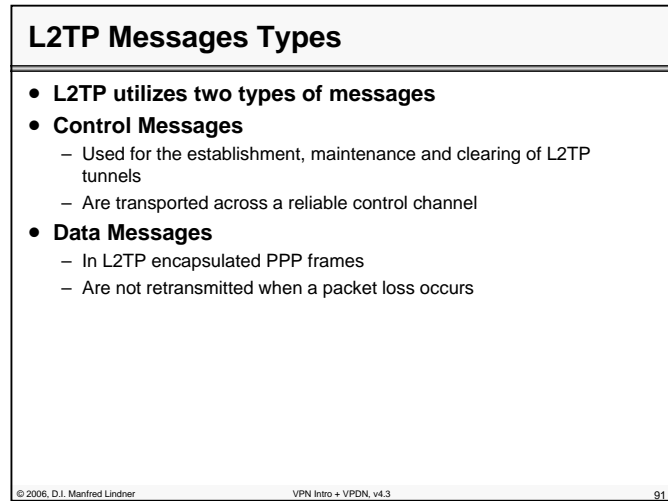 L2TP Messages Types
• L2TP utilizes two types of messages
• Control Messages
– Used for the establishment, maintenance and clearing of L2TP
tunnels
– Are transported across a reliable control channel
• Data Messages
– In L2TP encapsulated PPP frames
– Are not retransmitted when a packet loss occurs
© 2006, D.I. Manfred Lindner VPN Intro + VPDN, v4.3 91